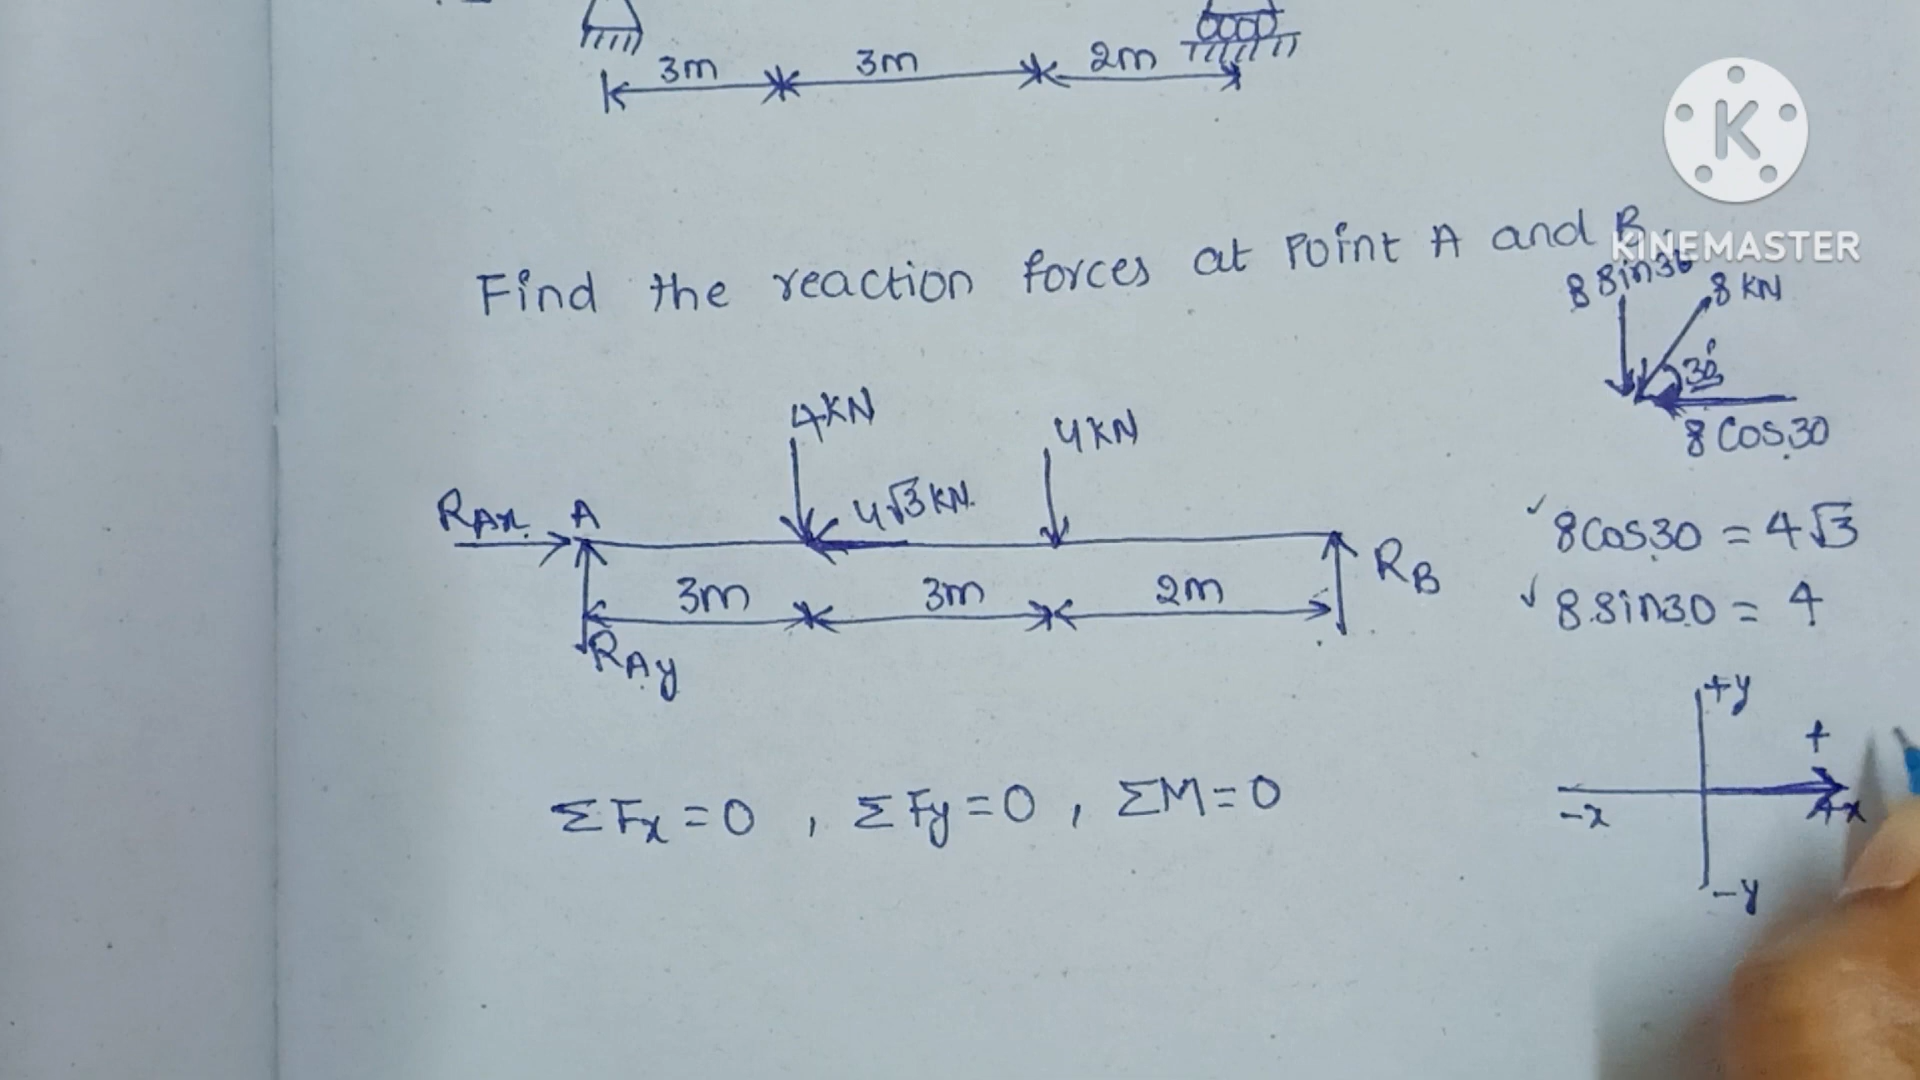 3m 3m 2m
K
KINEMASTER
Find the reaction forces at Point A and B.
8 Sin30 8 KN
30°
8 Cos30
4KN 4KN
RAx A 4√3 KN RB
3m 3m 2m
RAy
8Cos30 = 4√3
8Sin30 = 4
ΣFx = 0 , ΣFy = 0 , ΣM = 0
+y
+
-x +x
-y